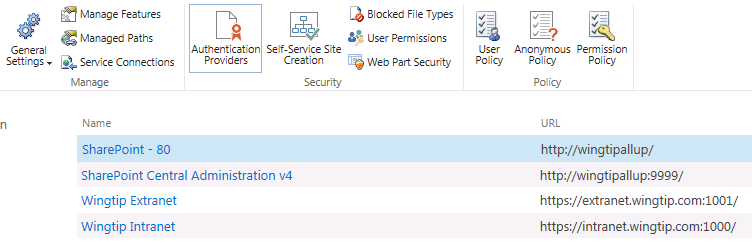 General Settings
Manage Features
Managed Paths
Service Connections
Manage
Authentication Providers
Self-Service Site Creation
Blocked File Types
User Permissions
Web Part Security
Security
User Policy
Anonymous Policy
Permission Policy
Policy
n
Name URL
SharePoint - 80 http://wingtipallup/
SharePoint Central Administration v4 http://wingtipallup:9999/
Wingtip Extranet https://extranet.wingtip.com:1001/
Wingtip Intranet https://intranet.wingtip.com:1000/